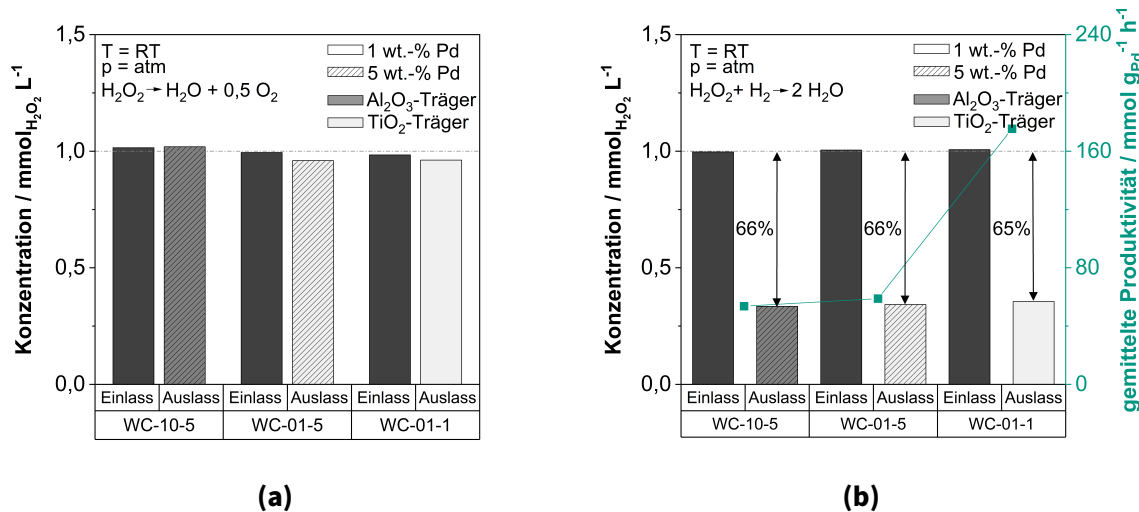 1,5
1,0
0,5
0,0
Konzentration / mmol_{H₂O₂} L⁻¹
T = RT
p = atm
H₂O₂→H₂O + 0,5 O₂
1 wt.-% Pd
5 wt.-% Pd
Al₂O₃-Träger
TiO₂-Träger
Einlass Auslass Einlass Auslass Einlass Auslass
WC-10-5 WC-01-5 WC-01-1
(a)
1,5
1,0
0,5
0,0
Konzentration / mmol_{H₂O₂} L⁻¹
T = RT
p = atm
H₂O₂+ H₂→2 H₂O
1 wt.-% Pd
5 wt.-% Pd
Al₂O₃-Träger
TiO₂-Träger
66% 66% 65%
240
160
80
0
gemittelte Produktivität / mmol g_{Pd}⁻¹ h⁻¹
Einlass Auslass Einlass Auslass Einlass Auslass
WC-10-5 WC-01-5 WC-01-1
(b)